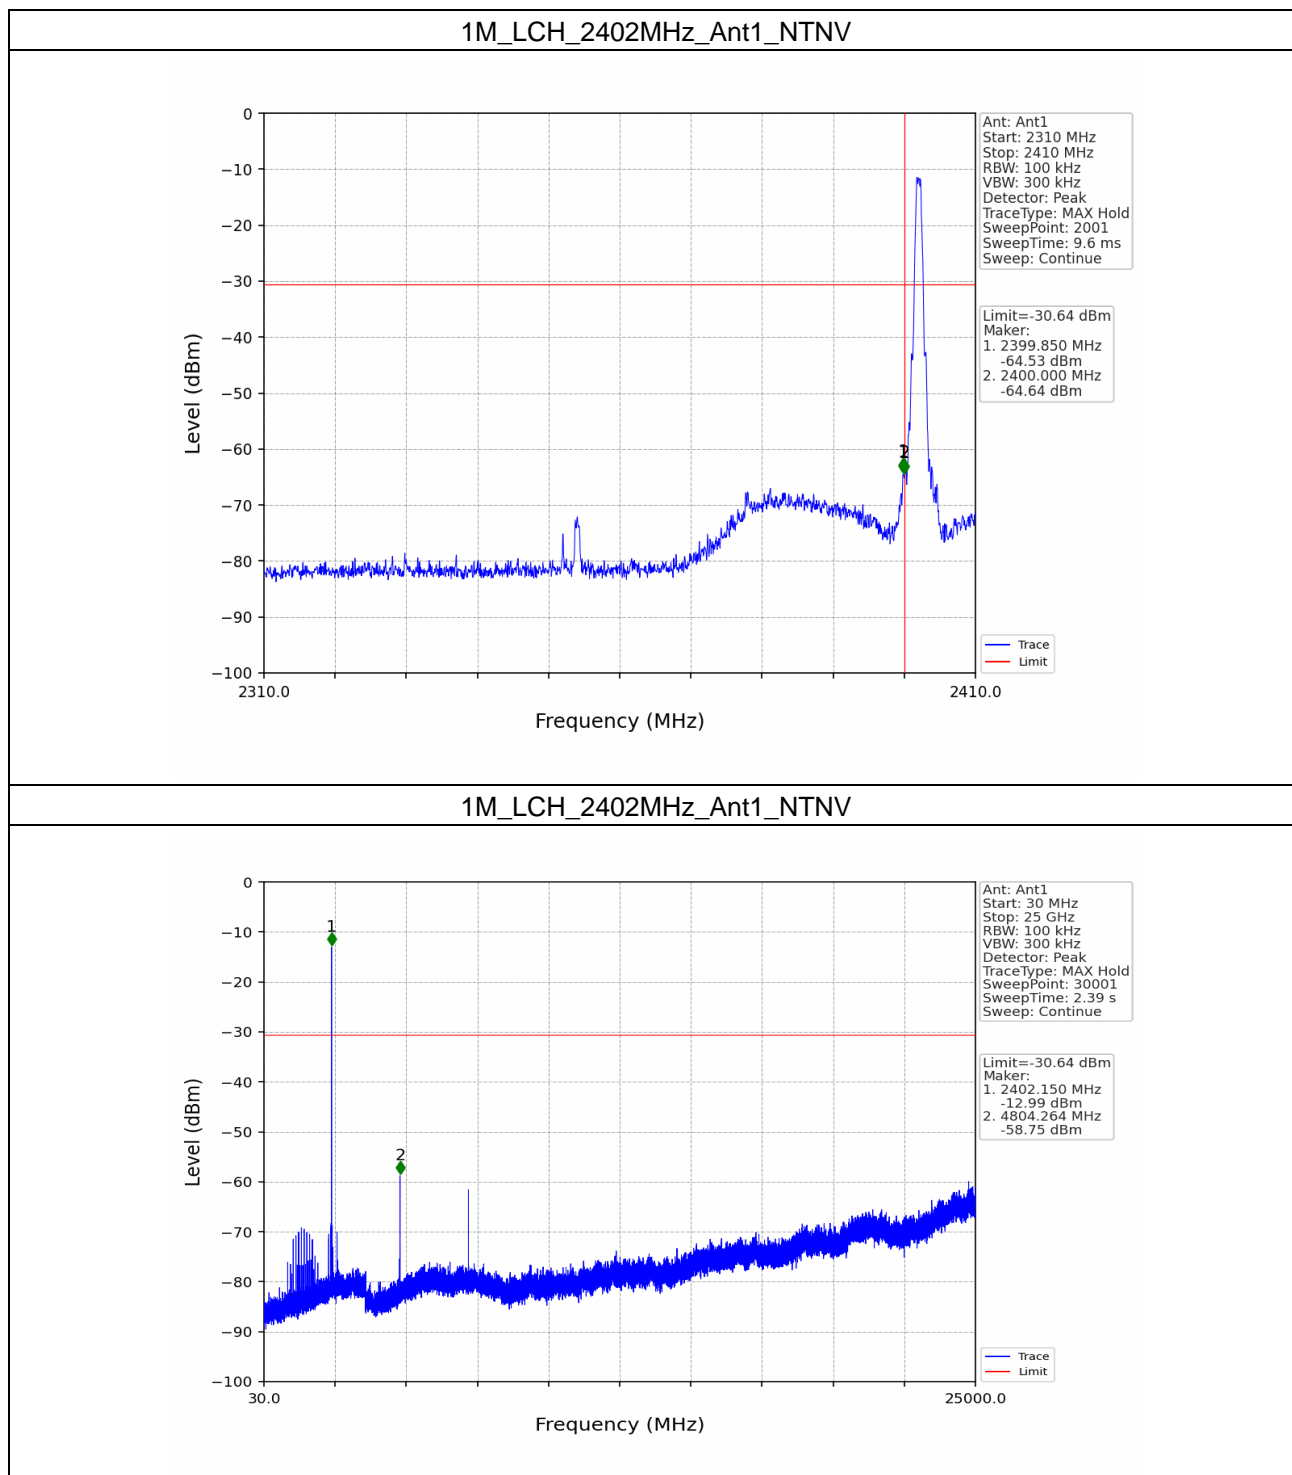 1M_LCH_2402MHz_Ant1_NTNV
0
−10
−20
−30
−40
−50
−60
−70
−80
−90
−100
Level (dBm)
2310.0
2410.0
Frequency (MHz)
2
Ant: Ant1
Start: 2310 MHz
Stop: 2410 MHz
RBW: 100 kHz
VBW: 300 kHz
Detector: Peak
TraceType: MAX Hold
SweepPoint: 2001
SweepTime: 9.6 ms
Sweep: Continue
Limit=-30.64 dBm
Maker:
1. 2399.850 MHz
-64.53 dBm
2. 2400.000 MHz
-64.64 dBm
Trace
Limit
1M_LCH_2402MHz_Ant1_NTNV
0
−10
−20
−30
−40
−50
−60
−70
−80
−90
−100
Level (dBm)
30.0
25000.0
Frequency (MHz)
1
2
Ant: Ant1
Start: 30 MHz
Stop: 25 GHz
RBW: 100 kHz
VBW: 300 kHz
Detector: Peak
TraceType: MAX Hold
SweepPoint: 30001
SweepTime: 2.39 s
Sweep: Continue
Limit=-30.64 dBm
Maker:
1. 2402.150 MHz
-12.99 dBm
2. 4804.264 MHz
-58.75 dBm
Trace
Limit